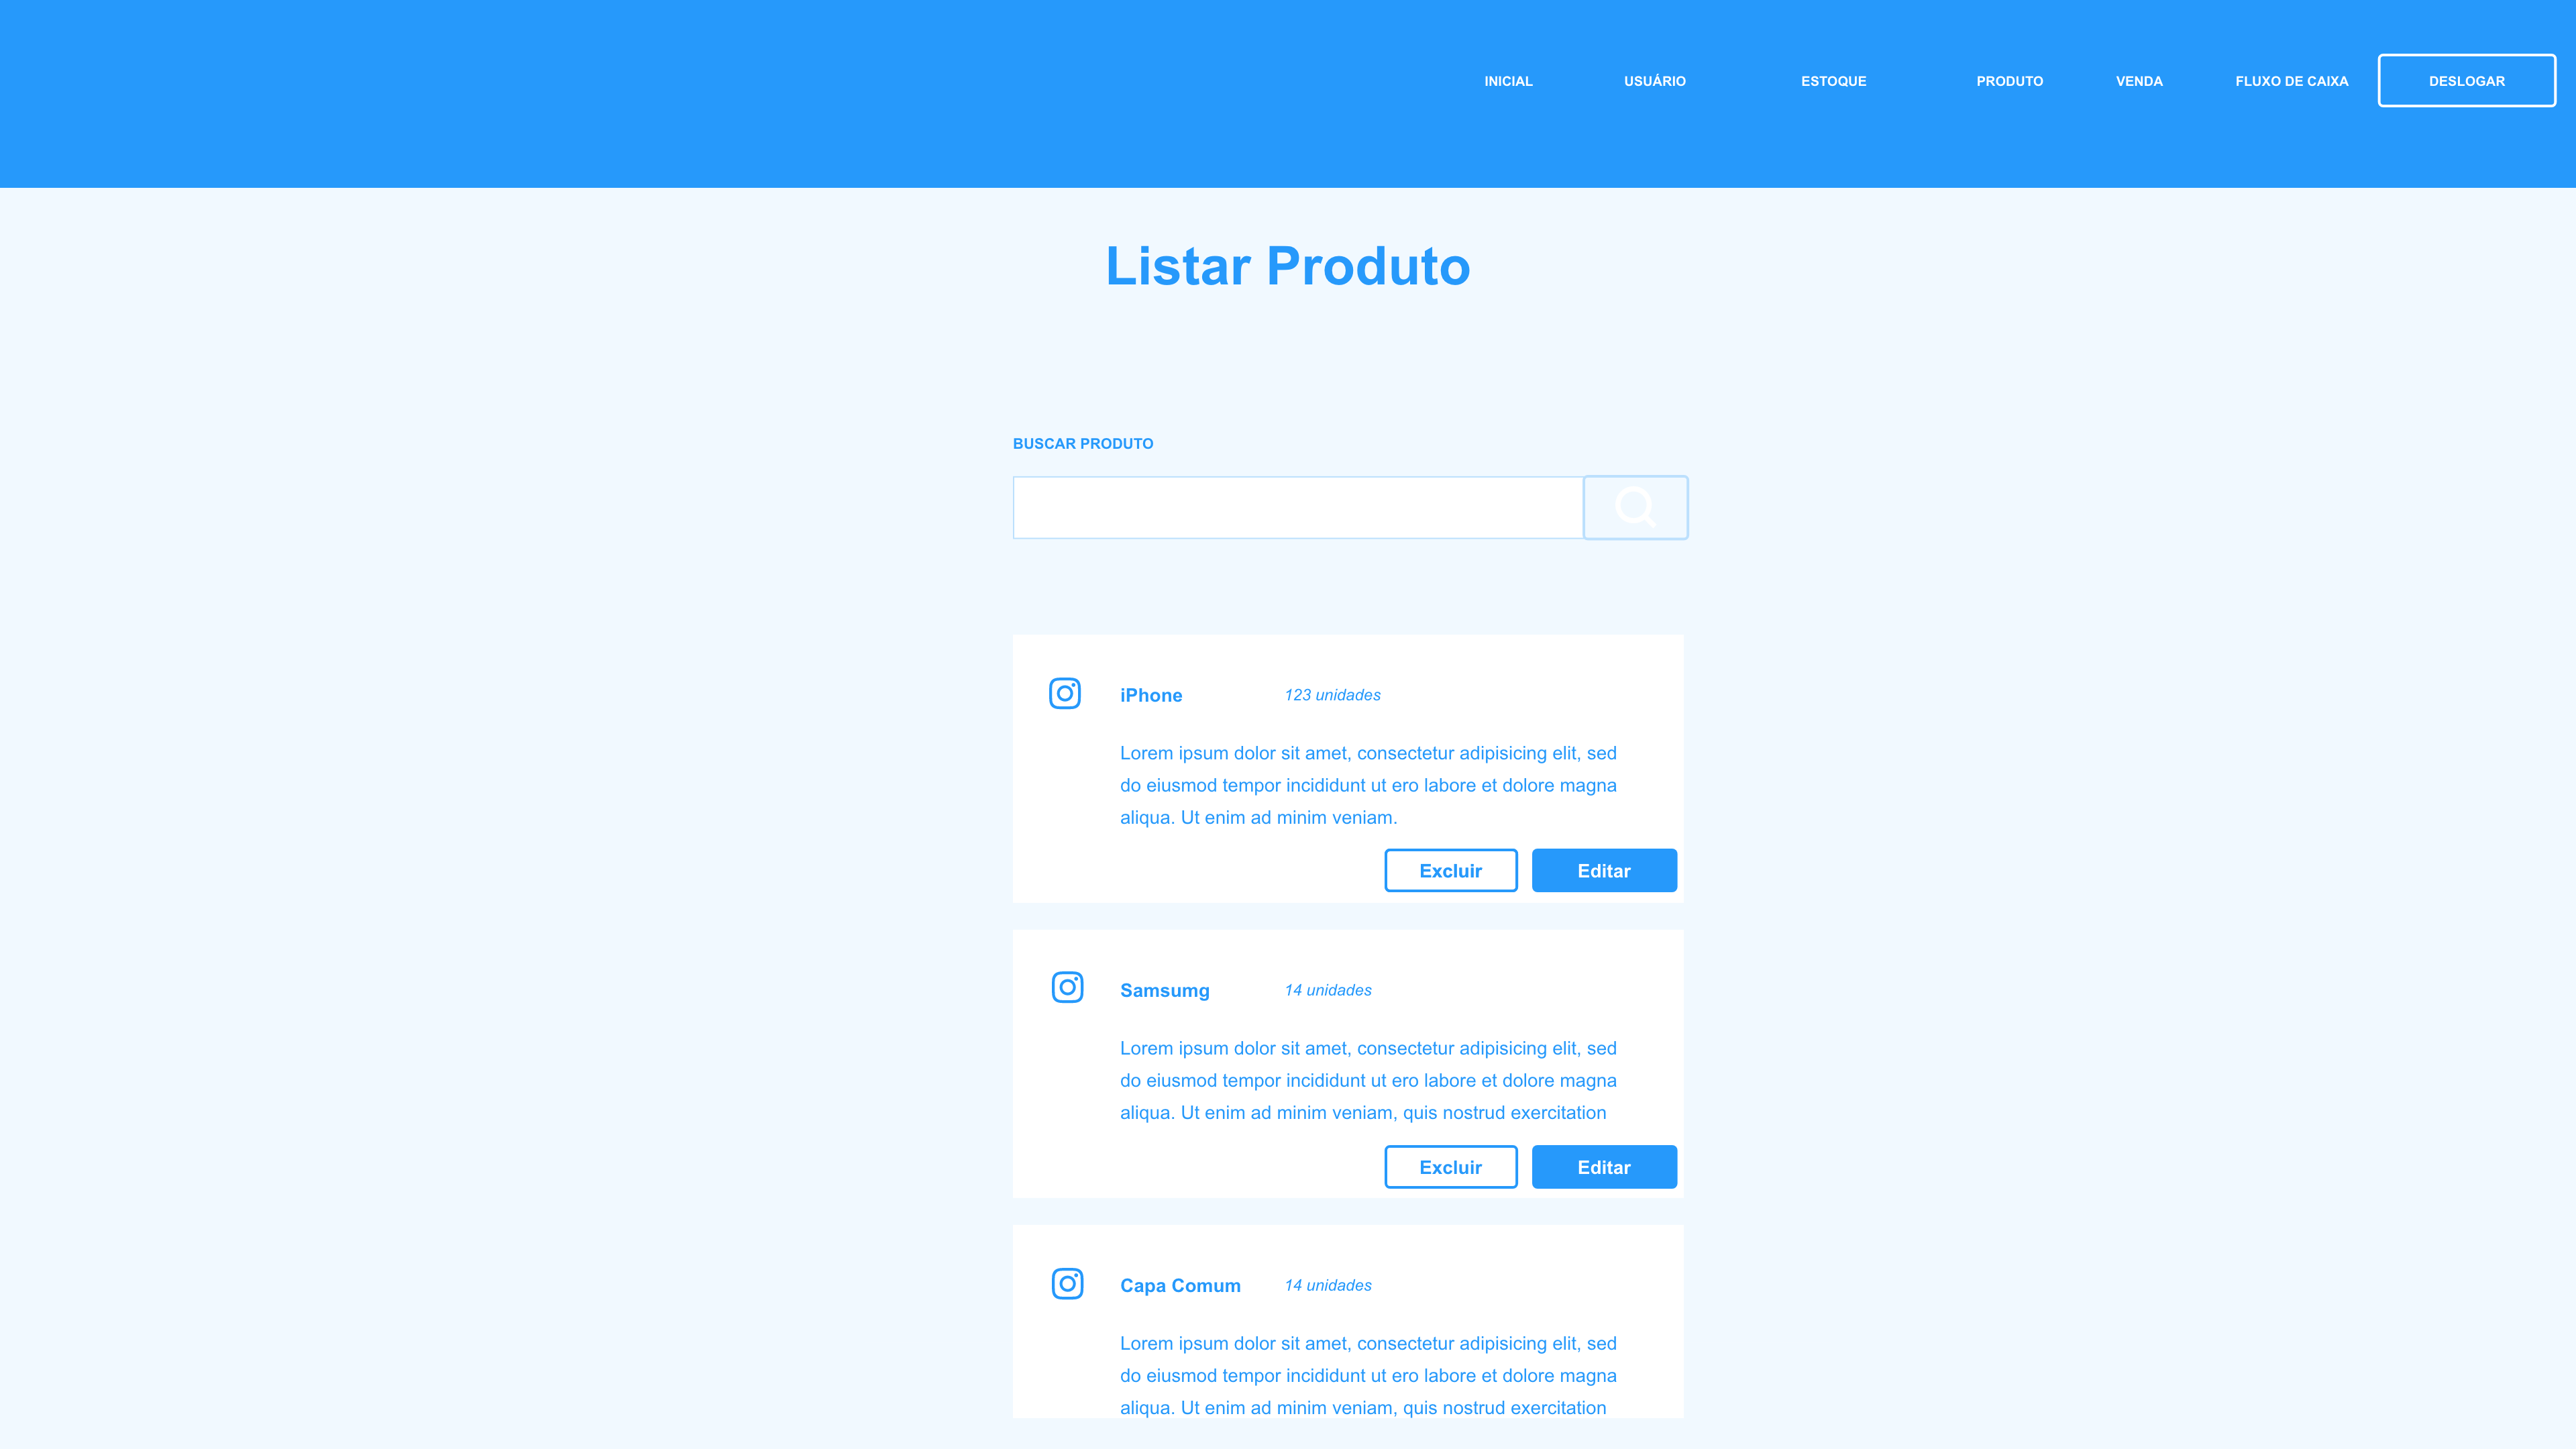 INICIAL USUÁRIO ESTOQUE PRODUTO VENDA FLUXO DE CAIXA DESLOGAR
Listar Produto
BUSCAR PRODUTO
iPhone 123 unidades
Lorem ipsum dolor sit amet, consectetur adipisicing elit, sed
do eiusmod tempor incididunt ut ero labore et dolore magna
aliqua. Ut enim ad minim veniam.
Excluir Editar
Samsumg 14 unidades
Lorem ipsum dolor sit amet, consectetur adipisicing elit, sed
do eiusmod tempor incididunt ut ero labore et dolore magna
aliqua. Ut enim ad minim veniam, quis nostrud exercitation
Excluir Editar
Capa Comum 14 unidades
Lorem ipsum dolor sit amet, consectetur adipisicing elit, sed
do eiusmod tempor incididunt ut ero labore et dolore magna
aliqua. Ut enim ad minim veniam, quis nostrud exercitation